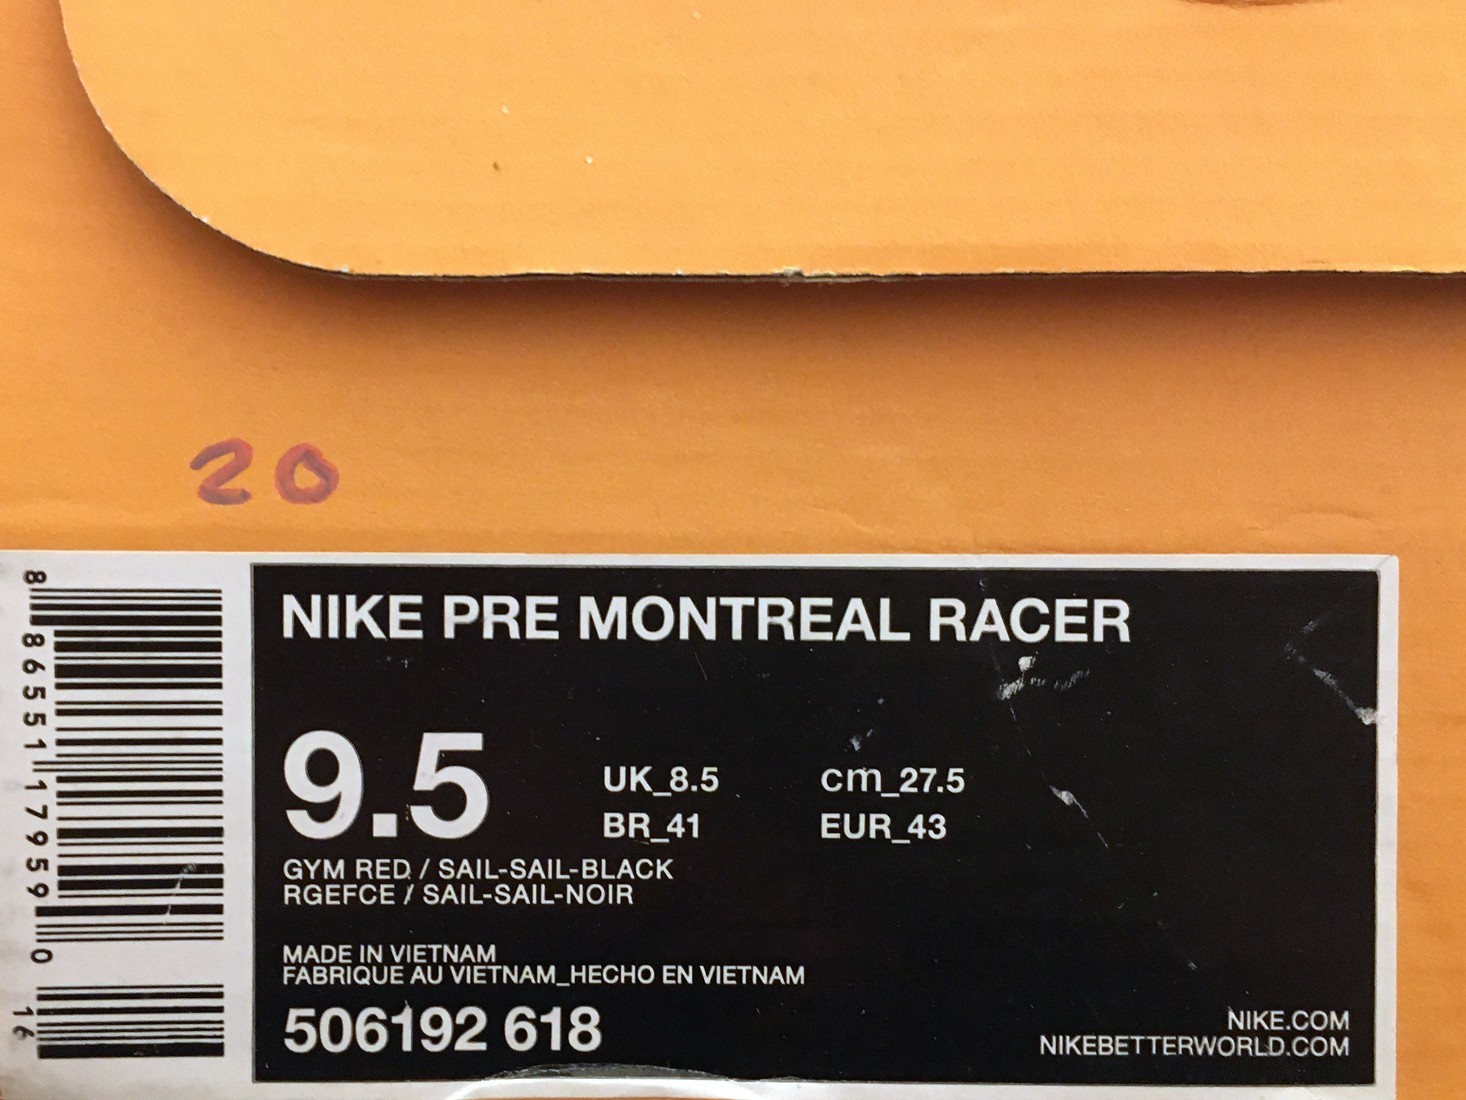 20
NIKE PRE MONTREAL RACER
9.5
UK_8.5 cm_27.5
BR_41 EUR_43
GYM RED / SAIL-SAIL-BLACK
RGEFCE / SAIL-SAIL-NOIR
MADE IN VIETNAM
FABRIQUE AU VIETNAM_HECHO EN VIETNAM
506192 618
NIKE.COM
NIKEBETTERWORLD.COM
8 86551 17959 0 16